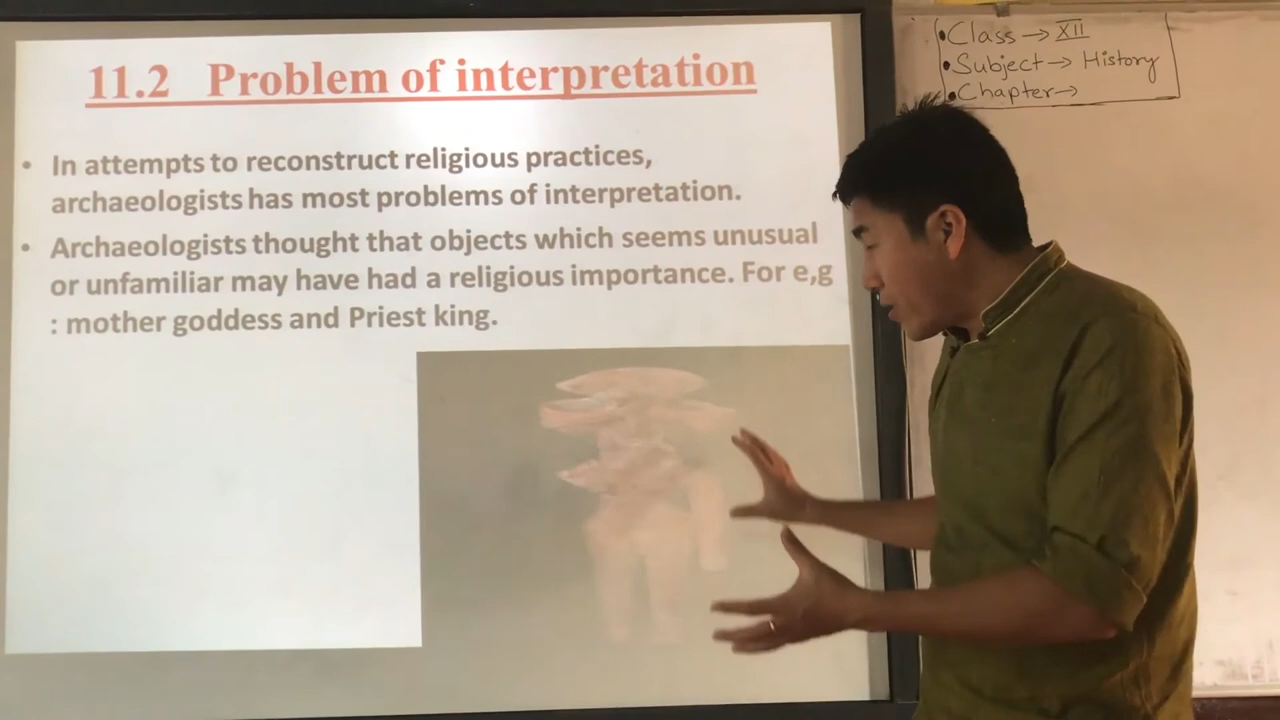 11.2 Problem of interpretation
• In attempts to reconstruct religious practices,
archaeologists has most problems of interpretation.
• Archaeologists thought that objects which seems unusual
or unfamiliar may have had a religious importance. For e,g
: mother goddess and Priest king.
• Class → XII
• Subject → History
• Chapter →